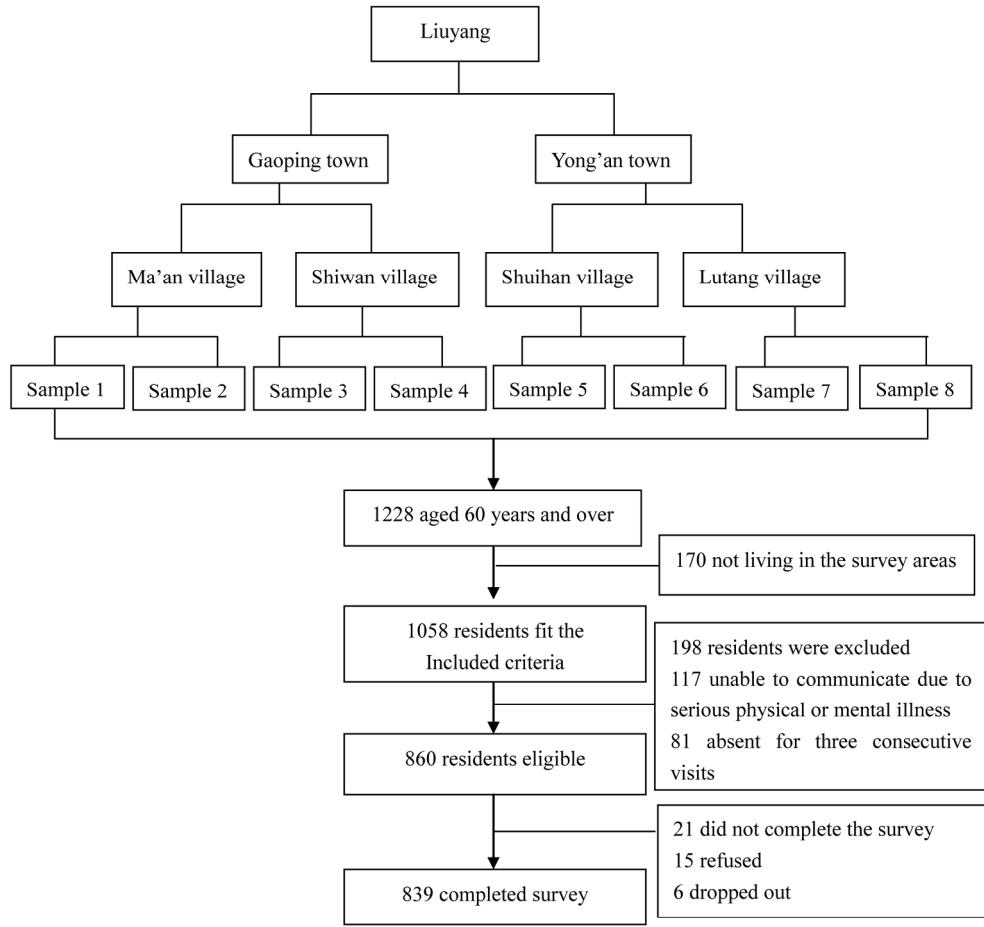 Liuyang
Gaoping town
Yong’an town
Ma’an village
Shiwan village
Shuihan village
Lutang village
Sample 1
Sample 2
Sample 3
Sample 4
Sample 5
Sample 6
Sample 7
Sample 8
1228 aged 60 years and over
170 not living in the survey areas
1058 residents fit the
Included criteria
198 residents were excluded
117 unable to communicate due to
serious physical or mental illness
81 absent for three consecutive
visits
860 residents eligible
21 did not complete the survey
15 refused
6 dropped out
839 completed survey